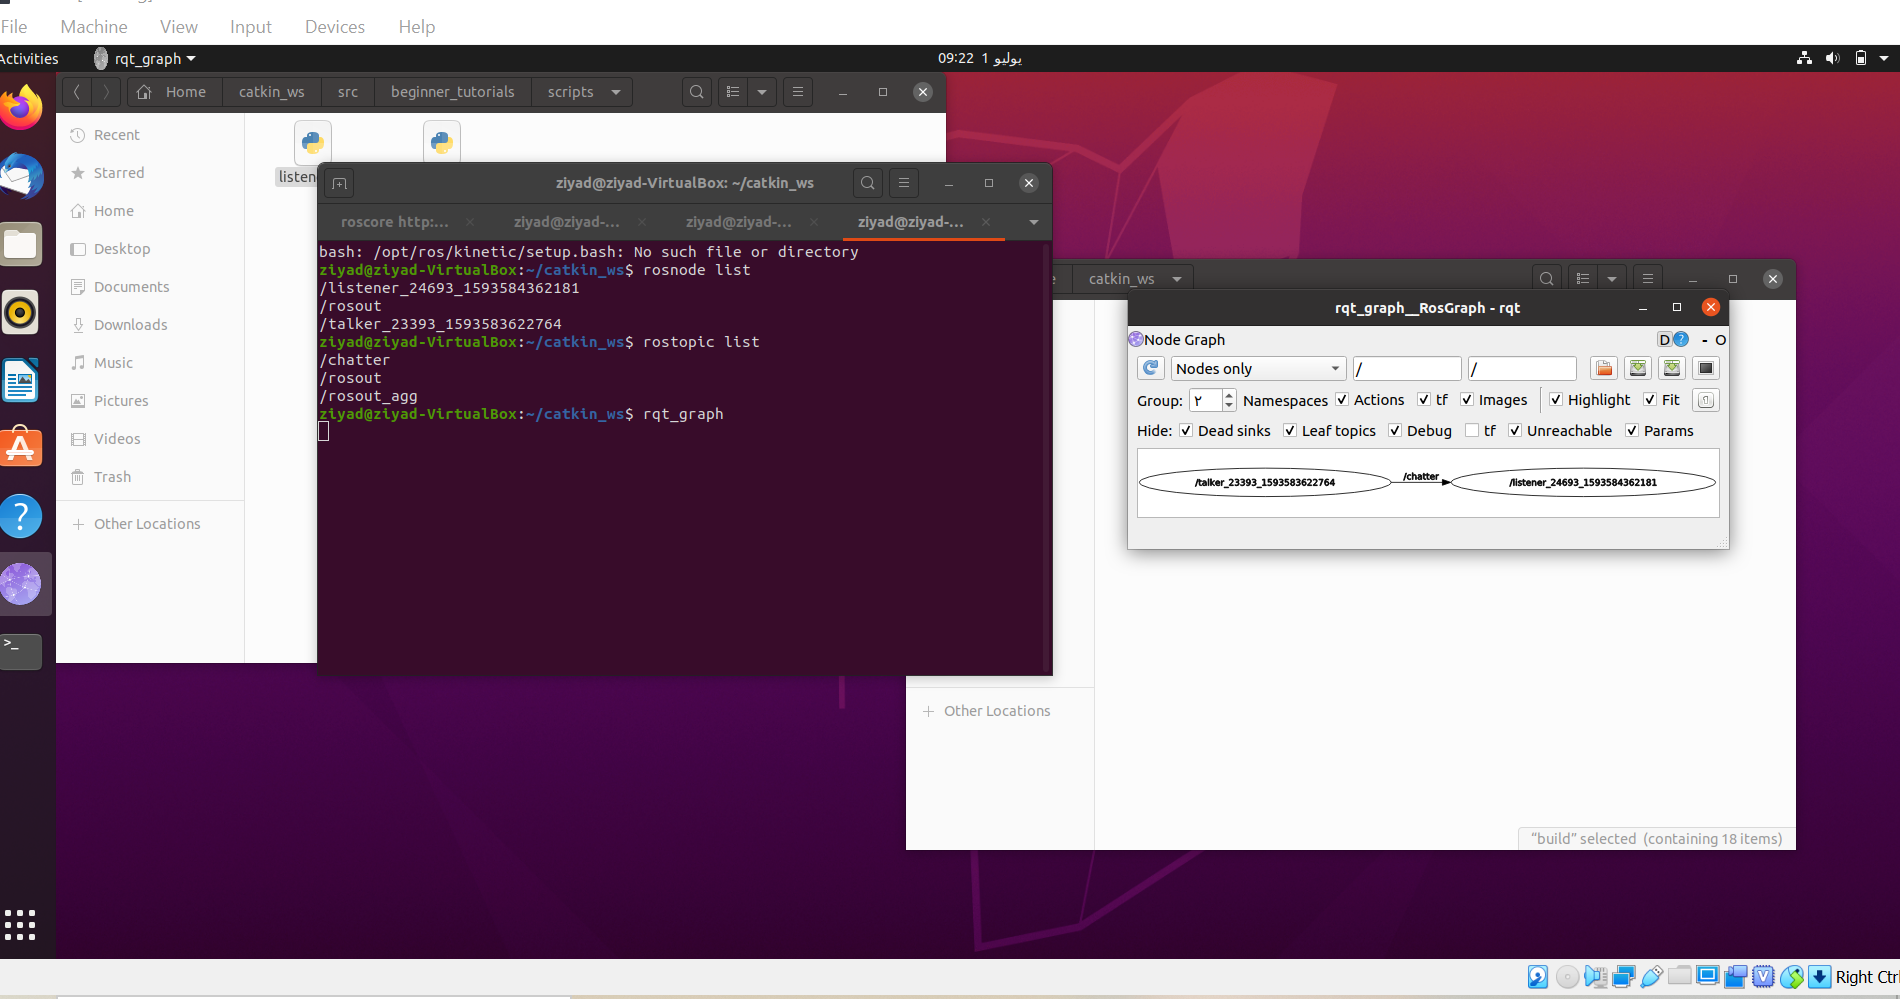 File Machine View Input Devices Help
Activities rqt_graph 09:22 1 يوليو
Home catkin_ws src beginner_tutorials scripts
Recent
Starred
Home
Desktop
Documents
Downloads
Music
Pictures
Videos
Trash
+ Other Locations
ziyad@ziyad-VirtualBox: ~/catkin_ws
roscore http:... ziyad@ziyad-... ziyad@ziyad-... ziyad@ziyad-...
bash: /opt/ros/kinetic/setup.bash: No such file or directory
ziyad@ziyad-VirtualBox:~/catkin_ws$ rosnode list
/listener_24693_1593584362181
/rosout
/talker_23393_1593583622764
ziyad@ziyad-VirtualBox:~/catkin_ws$ rostopic list
/chatter
/rosout
/rosout_agg
ziyad@ziyad-VirtualBox:~/catkin_ws$ rqt_graph
catkin_ws
rqt_graph__RosGraph - rqt
Node Graph D ? - O
Nodes only / /
Group: ٢ Namespaces Actions tf Images Highlight Fit
Hide: Dead sinks Leaf topics Debug tf Unreachable Params
/talker_23393_1593583622764 /chatter /listener_24693_1593584362181
+ Other Locations
“build” selected (containing 18 items)
Right Ctrl